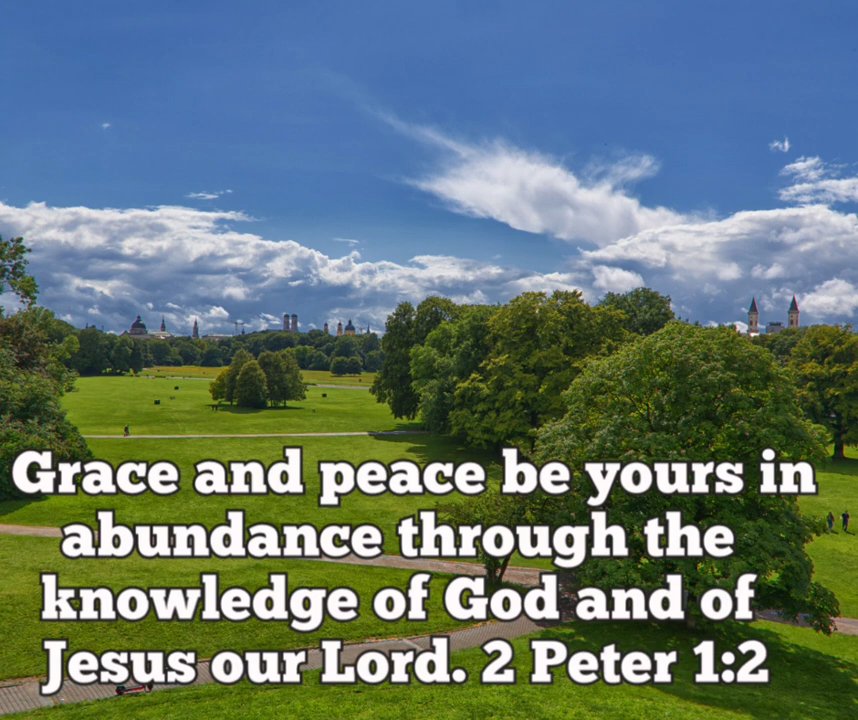 Grace and peace be yours in
abundance through the
knowledge of God and of
Jesus our Lord. 2 Peter 1:2